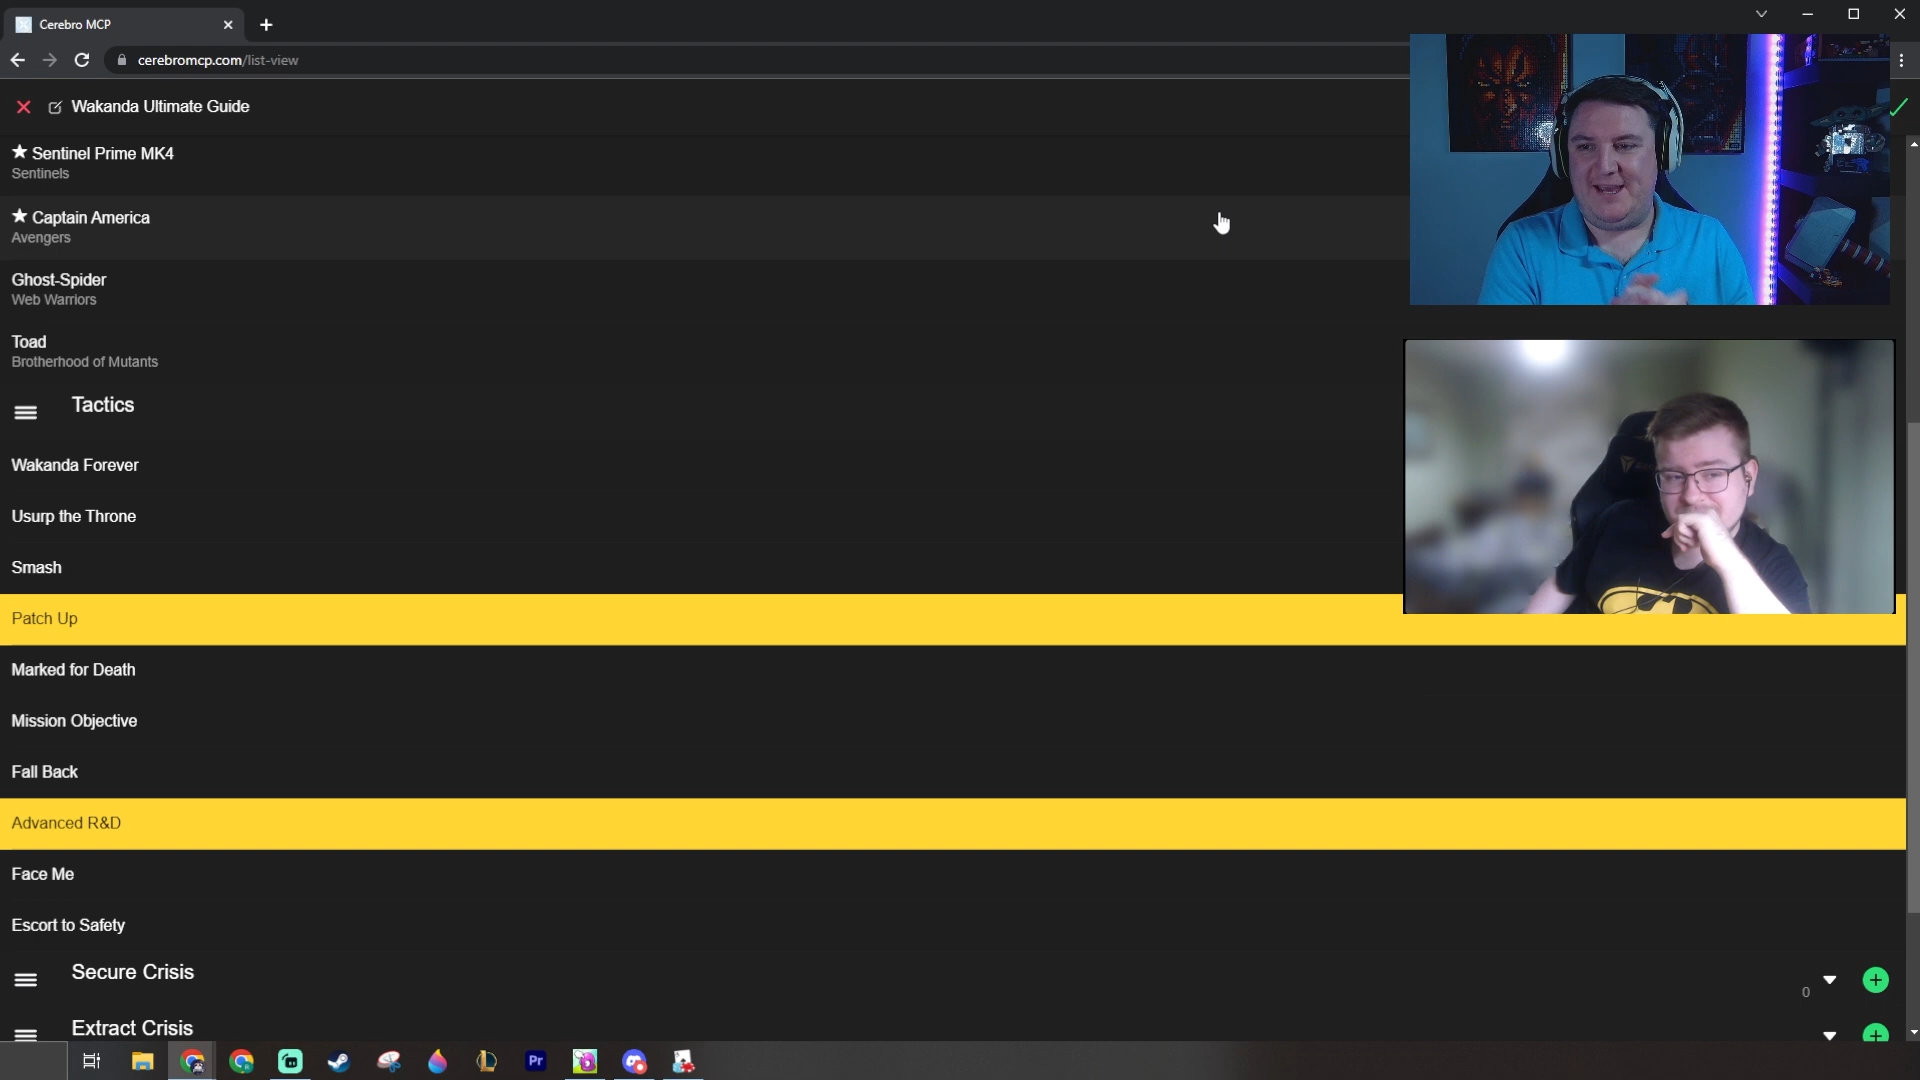 Cerebro MCP
cerebromcp.com/list-view
Wakanda Ultimate Guide
Sentinel Prime MK4
Sentinels
Captain America
Avengers
Ghost-Spider
Web Warriors
Toad
Brotherhood of Mutants
Tactics
Wakanda Forever
Usurp the Throne
Smash
Patch Up
Marked for Death
Mission Objective
Fall Back
Advanced R&D
Face Me
Escort to Safety
Secure Crisis
0
Extract Crisis
Pr